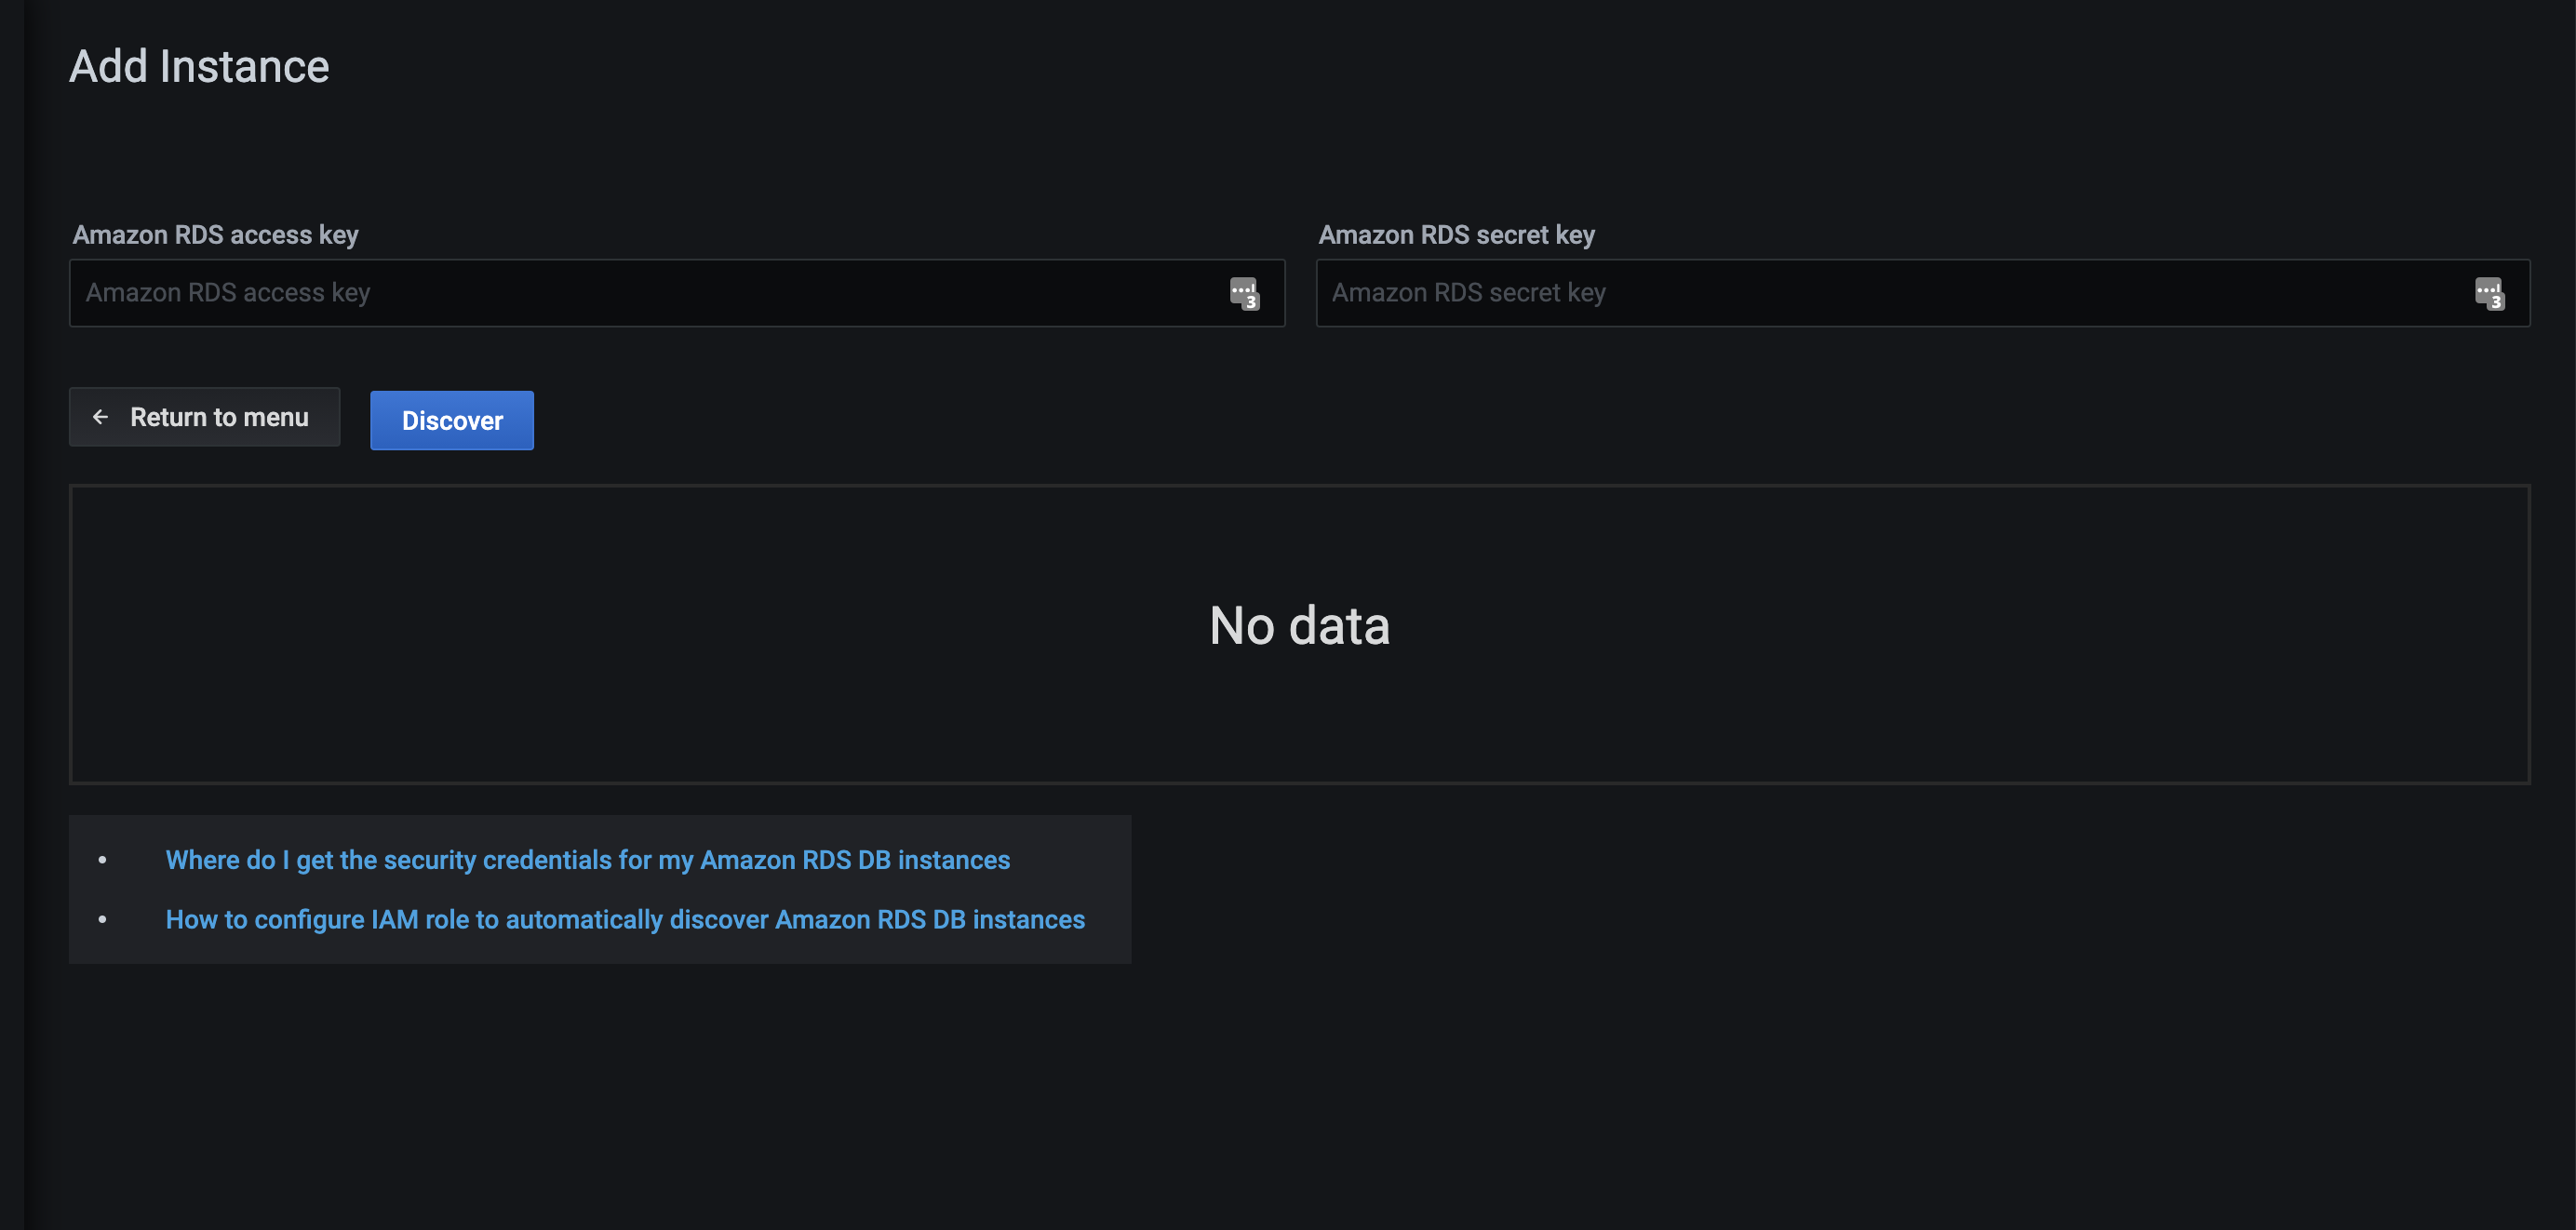 Add Instance
Amazon RDS access key
Amazon RDS secret key
Amazon RDS access key
3
Amazon RDS secret key
3
Return to menu
Discover
No data
Where do I get the security credentials for my Amazon RDS DB instances
How to configure IAM role to automatically discover Amazon RDS DB instances